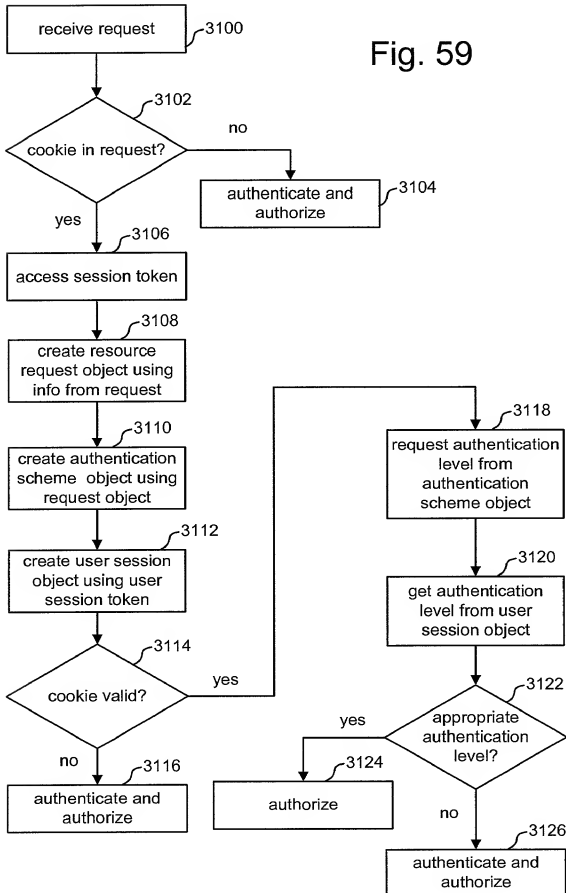 receive request
3100
Fig. 59
3102
cookie in request?
no
yes
authenticate and
authorize
3104
3106
access session token
3108
create resource
request object using
info from request
3110
create authentication
scheme object using
request object
3112
create user session
object using user
session token
3114
cookie valid?
yes
no
3116
authenticate and
authorize
3118
request authentication
level from
authentication
scheme object
3120
get authentication
level from user
session object
3122
appropriate
authentication
level?
yes
3124
authorize
no
3126
authenticate and
authorize